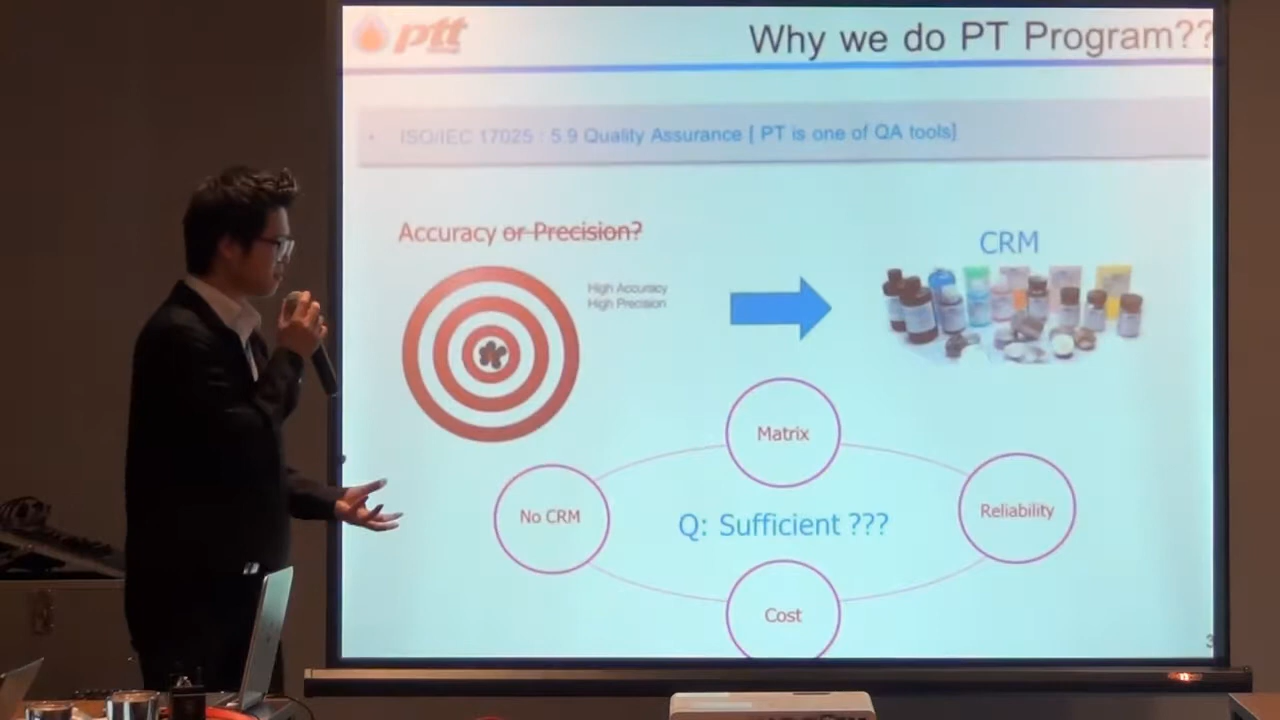 ptt
Why we do PT Program??
• ISO/IEC 17025 : 5.9 Quality Assurance [ PT is one of QA tools]
Accuracy or Precision?
High Accuracy
High Precision
CRM
Matrix
No CRM
Q: Sufficient ???
Reliability
Cost
3